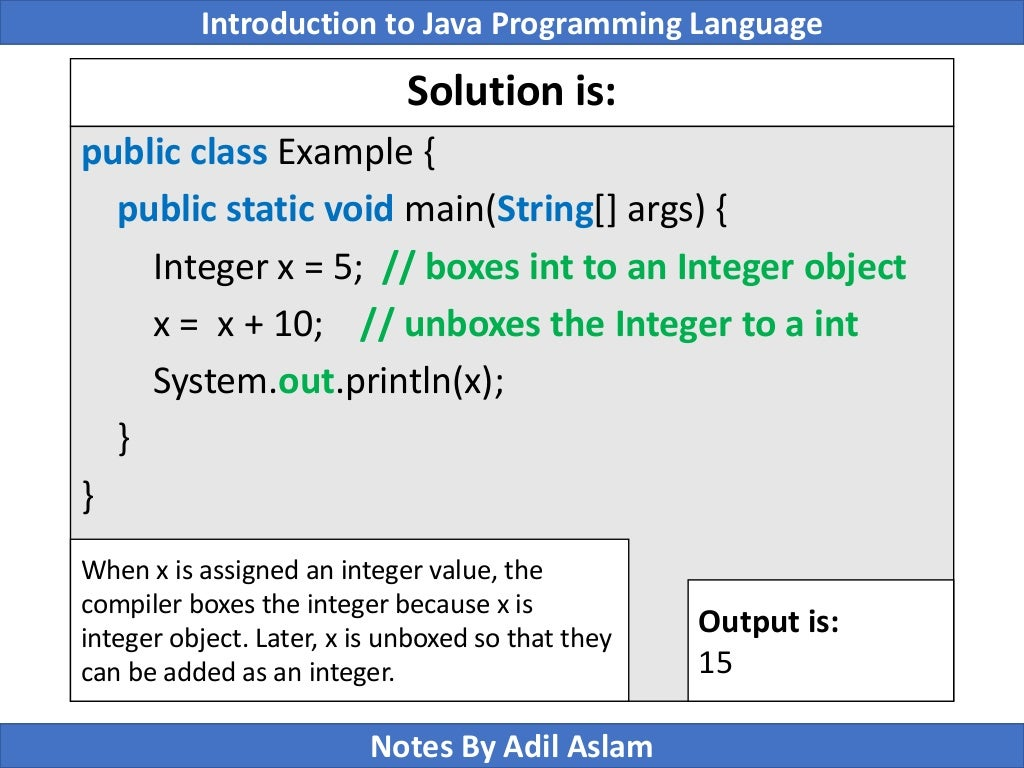 Introduction to Java Programming Language
Solution is:
public class Example {
public static void main(String[] args) {
Integer x = 5;  // boxes int to an Integer object
x =  x + 10;    // unboxes the Integer to a int
System.out.println(x);
}
}
When x is assigned an integer value, the
compiler boxes the integer because x is
integer object. Later, x is unboxed so that they
can be added as an integer.
Output is:
15
Notes By Adil Aslam